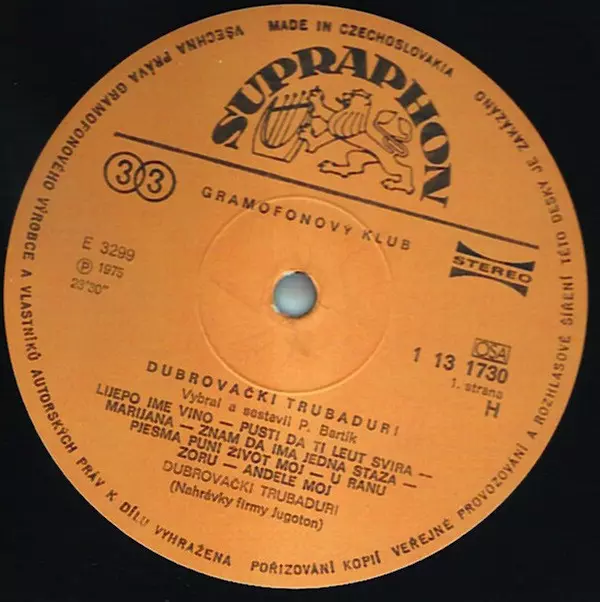 MADE IN CZECHOSLOVAKIA
VŠECHNA PRÁVA GRAMOFONOVÉHO VÝROBCE A VLASTNÍKŮ AUTORSKÝCH PRÁV K DÍLU VYHRAŽENA
POŘIZOVÁNÍ KOPIÍ VEŘEJNÉ PROVOZOVÁNÍ A ROZHLASOVÉ ŠÍŘENÍ TÉTO DESKY JE ZAKÁZÁNO
SUPRAPHON
33
GRAMOFONOVÝ KLUB
E 3299
Ⓟ 1975
23'30"
STEREO
OSA
1 13 1730
1. strana
H
DUBROVAČKI TRUBADURI
Vybral a sestavil P. Bartík
LIJEPO IME VINO — PUSTI DA TI LEUT SVIRA —
MARIJANA — ZNAM DA IMA JEDNA STAZA —
PJESMA PUNI ŽIVOT MOJ — U RANU
ZORU — ANĐELE MOJ
DUBROVAČKI TRUBADURI
(Nahrávky firmy Jugoton)